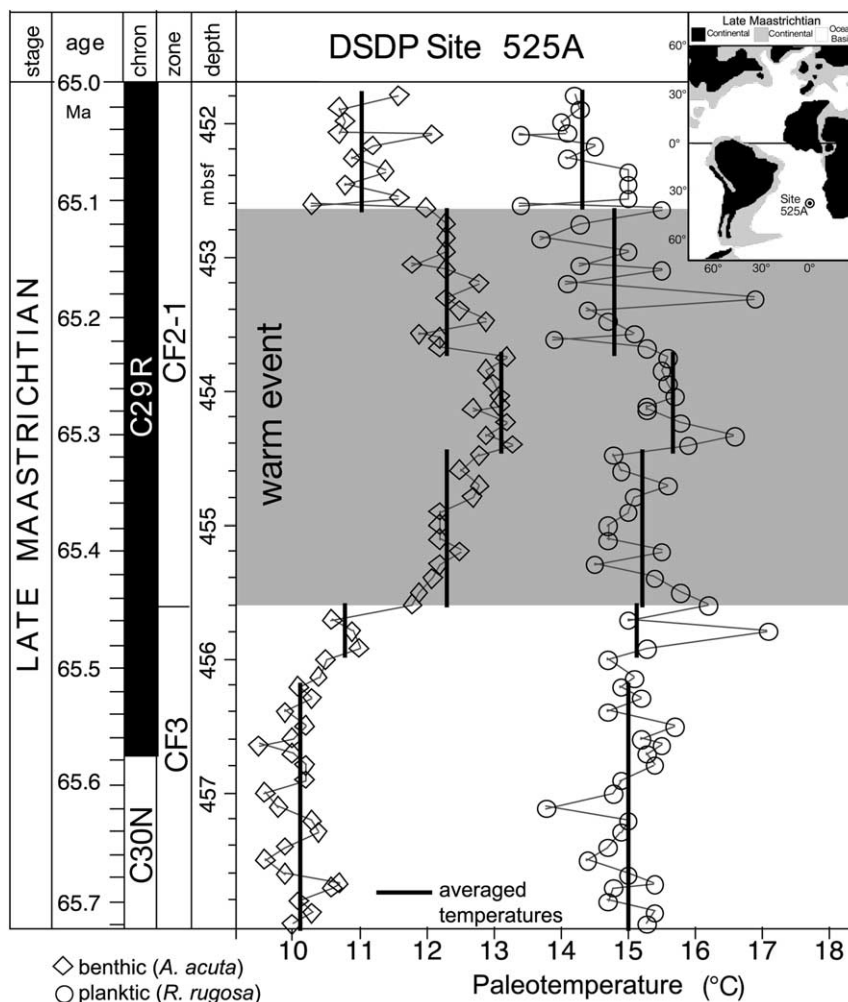 stage
age
chron
zone
depth
DSDP Site 525A
Late Maastrichtian
Continental
Continental
Ocea
Basi
60°
30°
0°
30°
60°
60°
30°
0°
Site
525A
65.0
Ma
65.1
65.2
65.3
65.4
65.5
65.6
65.7
LATE MAASTRICHTIAN
C29R
C30N
CF2-1
CF3
452
mbsf
453
454
455
456
457
warm event
averaged
temperatures
10 11 12 13 14 15 16 17 18
benthic (A. acuta)
planktic (R. rugosa)
Paleotemperature (°C)